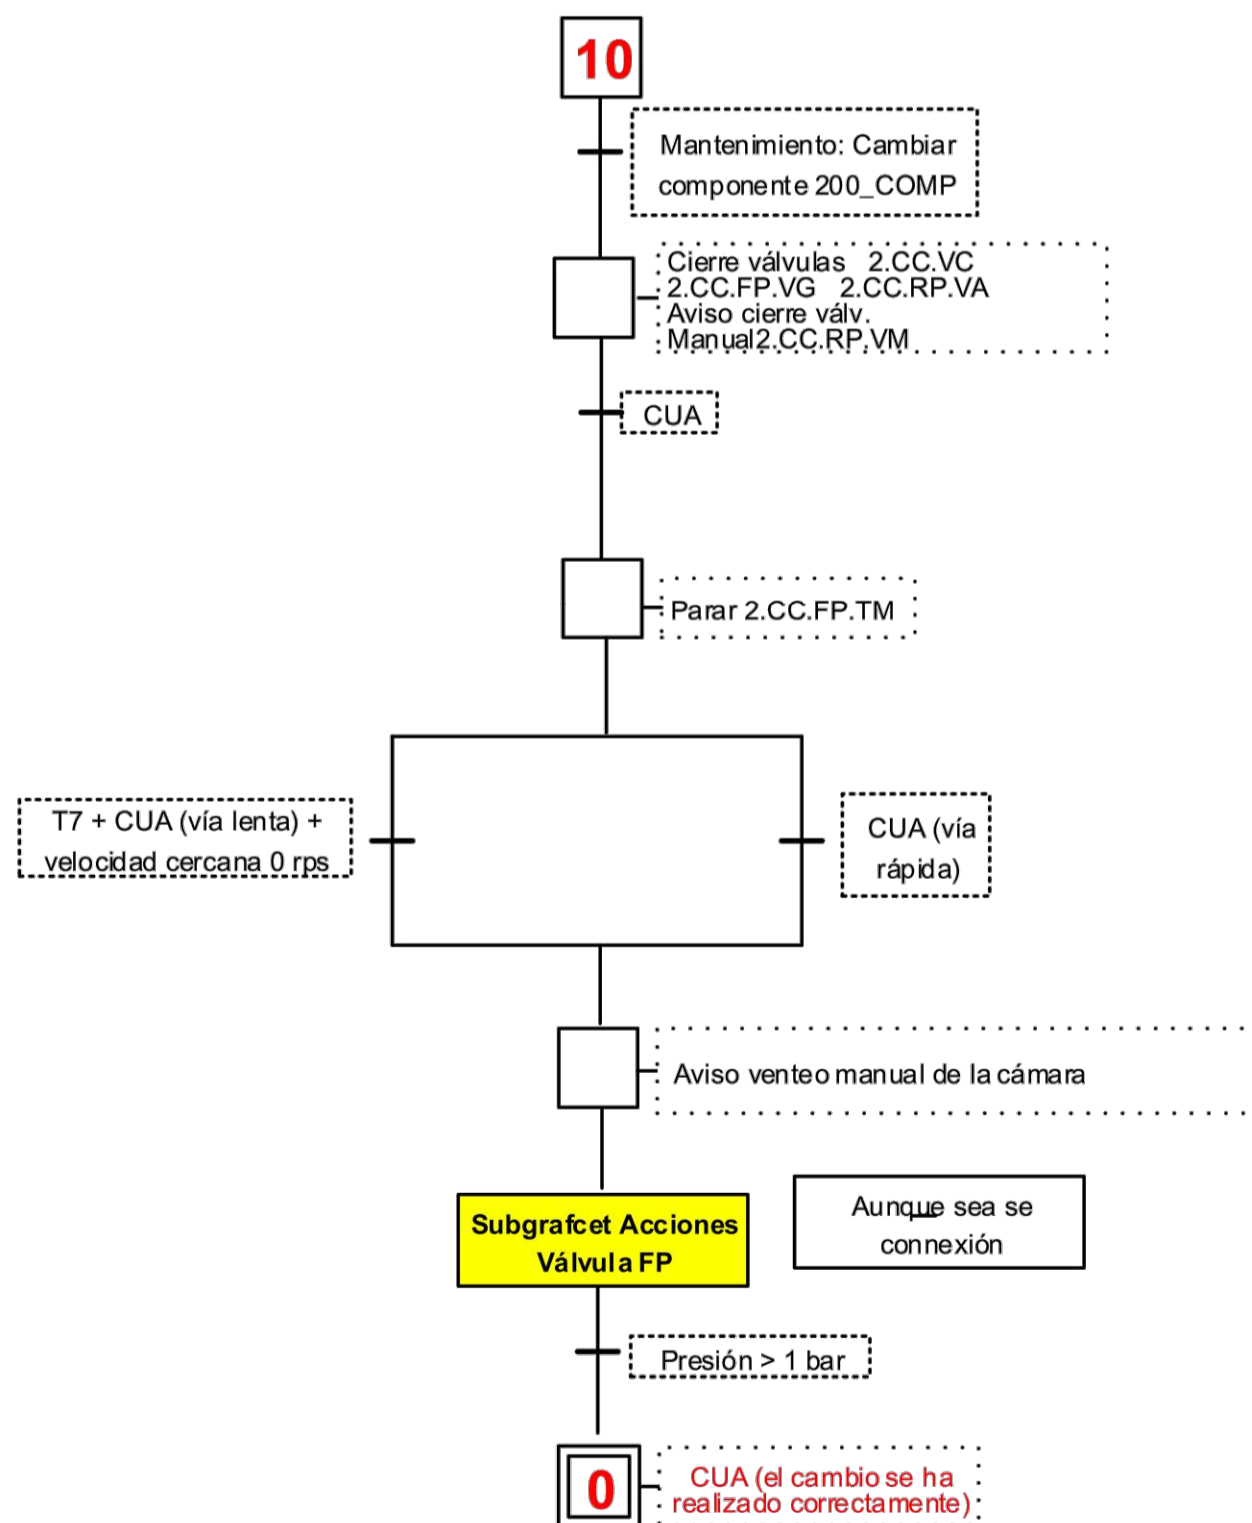 10
Mantenimiento: Cambiar
componente 200_COMP
Cierre válvulas 2.CC.VC
2.CC.FP.VG 2.CC.RP.VA
Aviso cierre válv.
Manual2.CC.RP.VM
CUA
Parar 2.CC.FP.TM
T7 + CUA (vía lenta) +
velocidad cercana 0 rps
CUA (vía
rápida)
Aviso venteo manual de la cámara
Subgrafcet Acciones
Válvula FP
Aunque sea se
connexión
Presión > 1 bar
0
CUA (el cambio se ha
realizado correctamente)